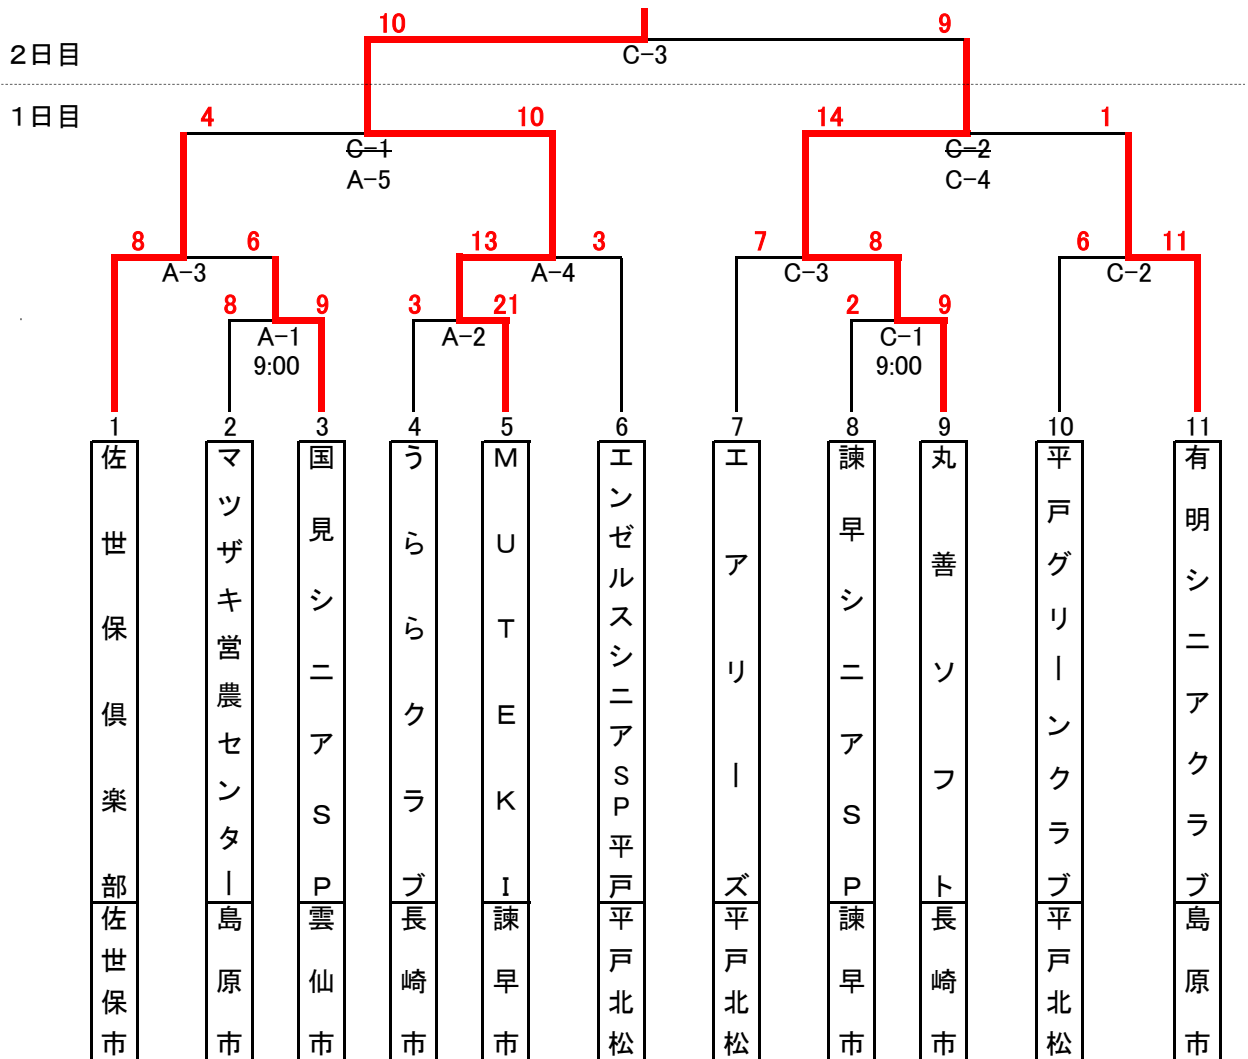 10 9
2日目
C-3
1日目
4 10 14 1
C-1 C-2
A-5 C-4
8 6 13 3 7 8 6 11
A-3 A-4 C-3 C-2
8 9 3 21 2 9
A-1 A-2 C-1
9:00 9:00
1 2 3 4 5 6 7 8 9 10 11
佐世保倶楽部
佐世保市
マツザキ営農センター
島原市
国見シニアSP
雲仙市
うららクラブ
長崎市
MUTEKI
諫早市
エンゼルスシニアSP平戸
平戸北松
エアリーズ
平戸北松
諫早シニアSP
諫早市
丸善ソフト
長崎市
平戸グリーンクラブ
平戸北松
有明シニアクラブ
島原市